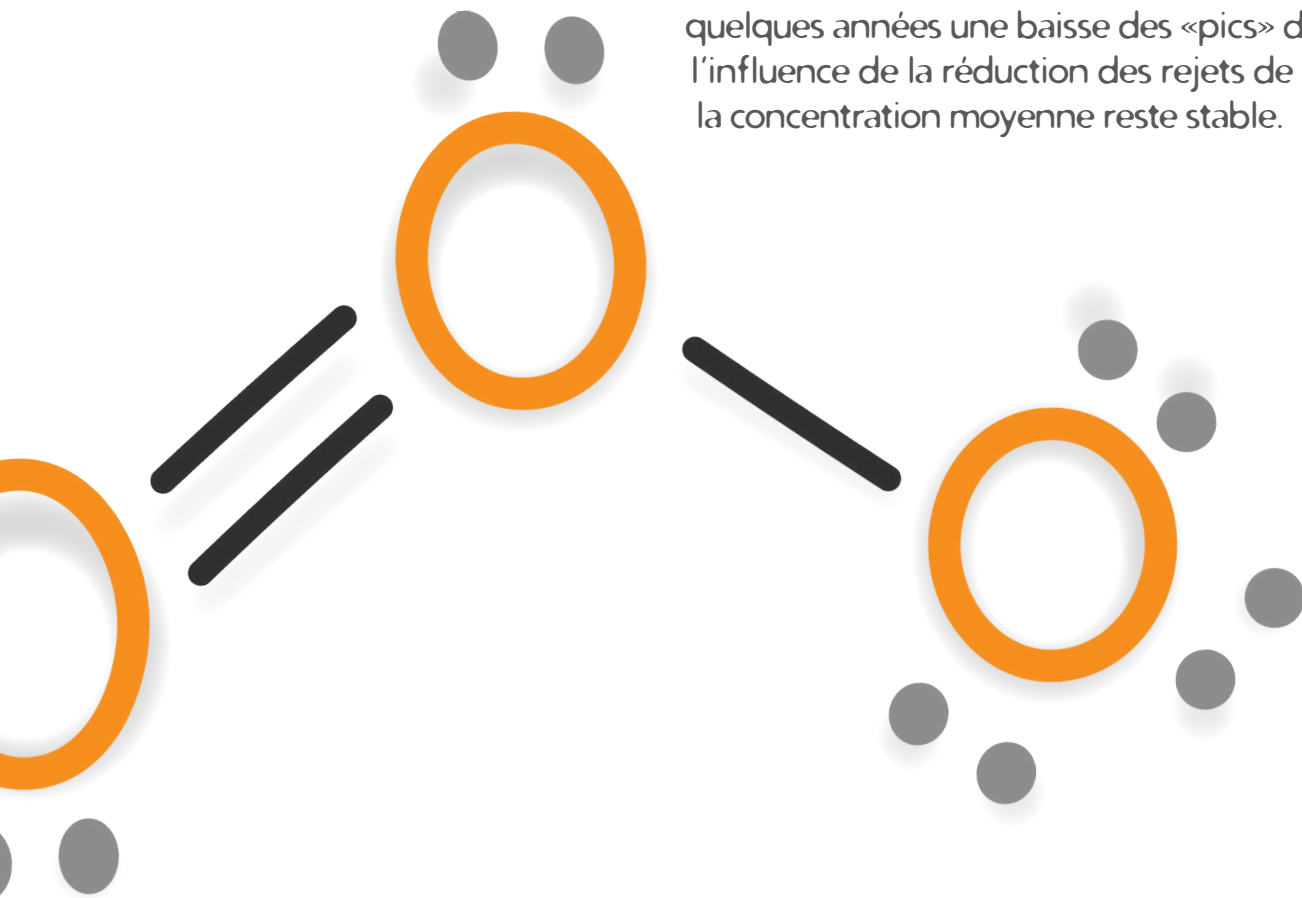 quelques années une baisse des «pics» d
l'influence de la réduction des rejets de
la concentration moyenne reste stable.